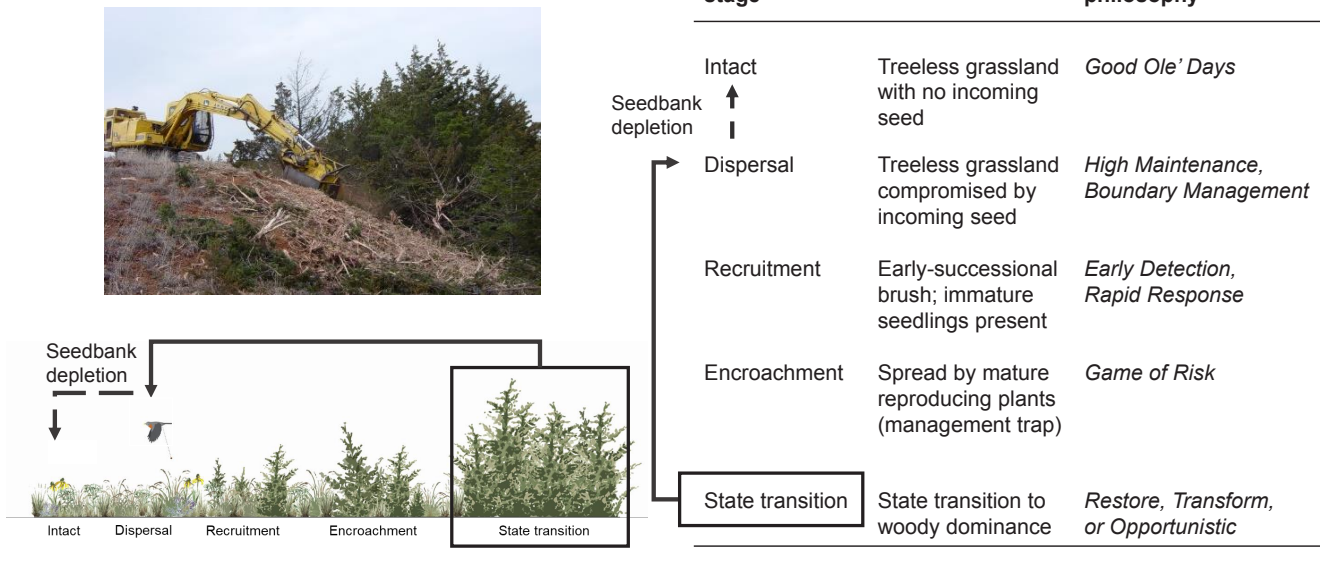 stage philosophy
Seedbank
depletion
Intact
Dispersal
Recruitment
Encroachment
State transition
Seedbank
depletion
Intact
Treeless grassland
with no incoming
seed
Good Ole’ Days
Dispersal
Treeless grassland
compromised by
incoming seed
High Maintenance,
Boundary Management
Recruitment
Early-successional
brush; immature
seedlings present
Early Detection,
Rapid Response
Encroachment
Spread by mature
reproducing plants
(management trap)
Game of Risk
State transition
State transition to
woody dominance
Restore, Transform,
or Opportunistic